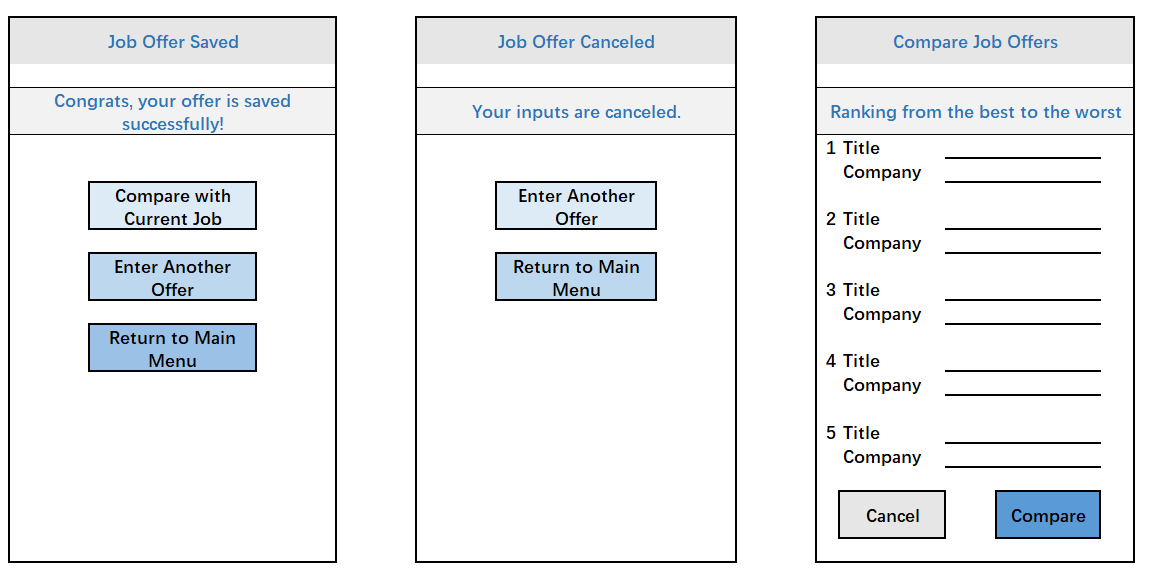 Job Offer Saved
Congrats, your offer is saved
successfully!
Compare with
Current Job
Enter Another
Offer
Return to Main
Menu
Job Offer Canceled
Your inputs are canceled.
Enter Another
Offer
Return to Main
Menu
Compare Job Offers
Ranking from the best to the worst
1 Title
Company
2 Title
Company
3 Title
Company
4 Title
Company
5 Title
Company
Cancel
Compare